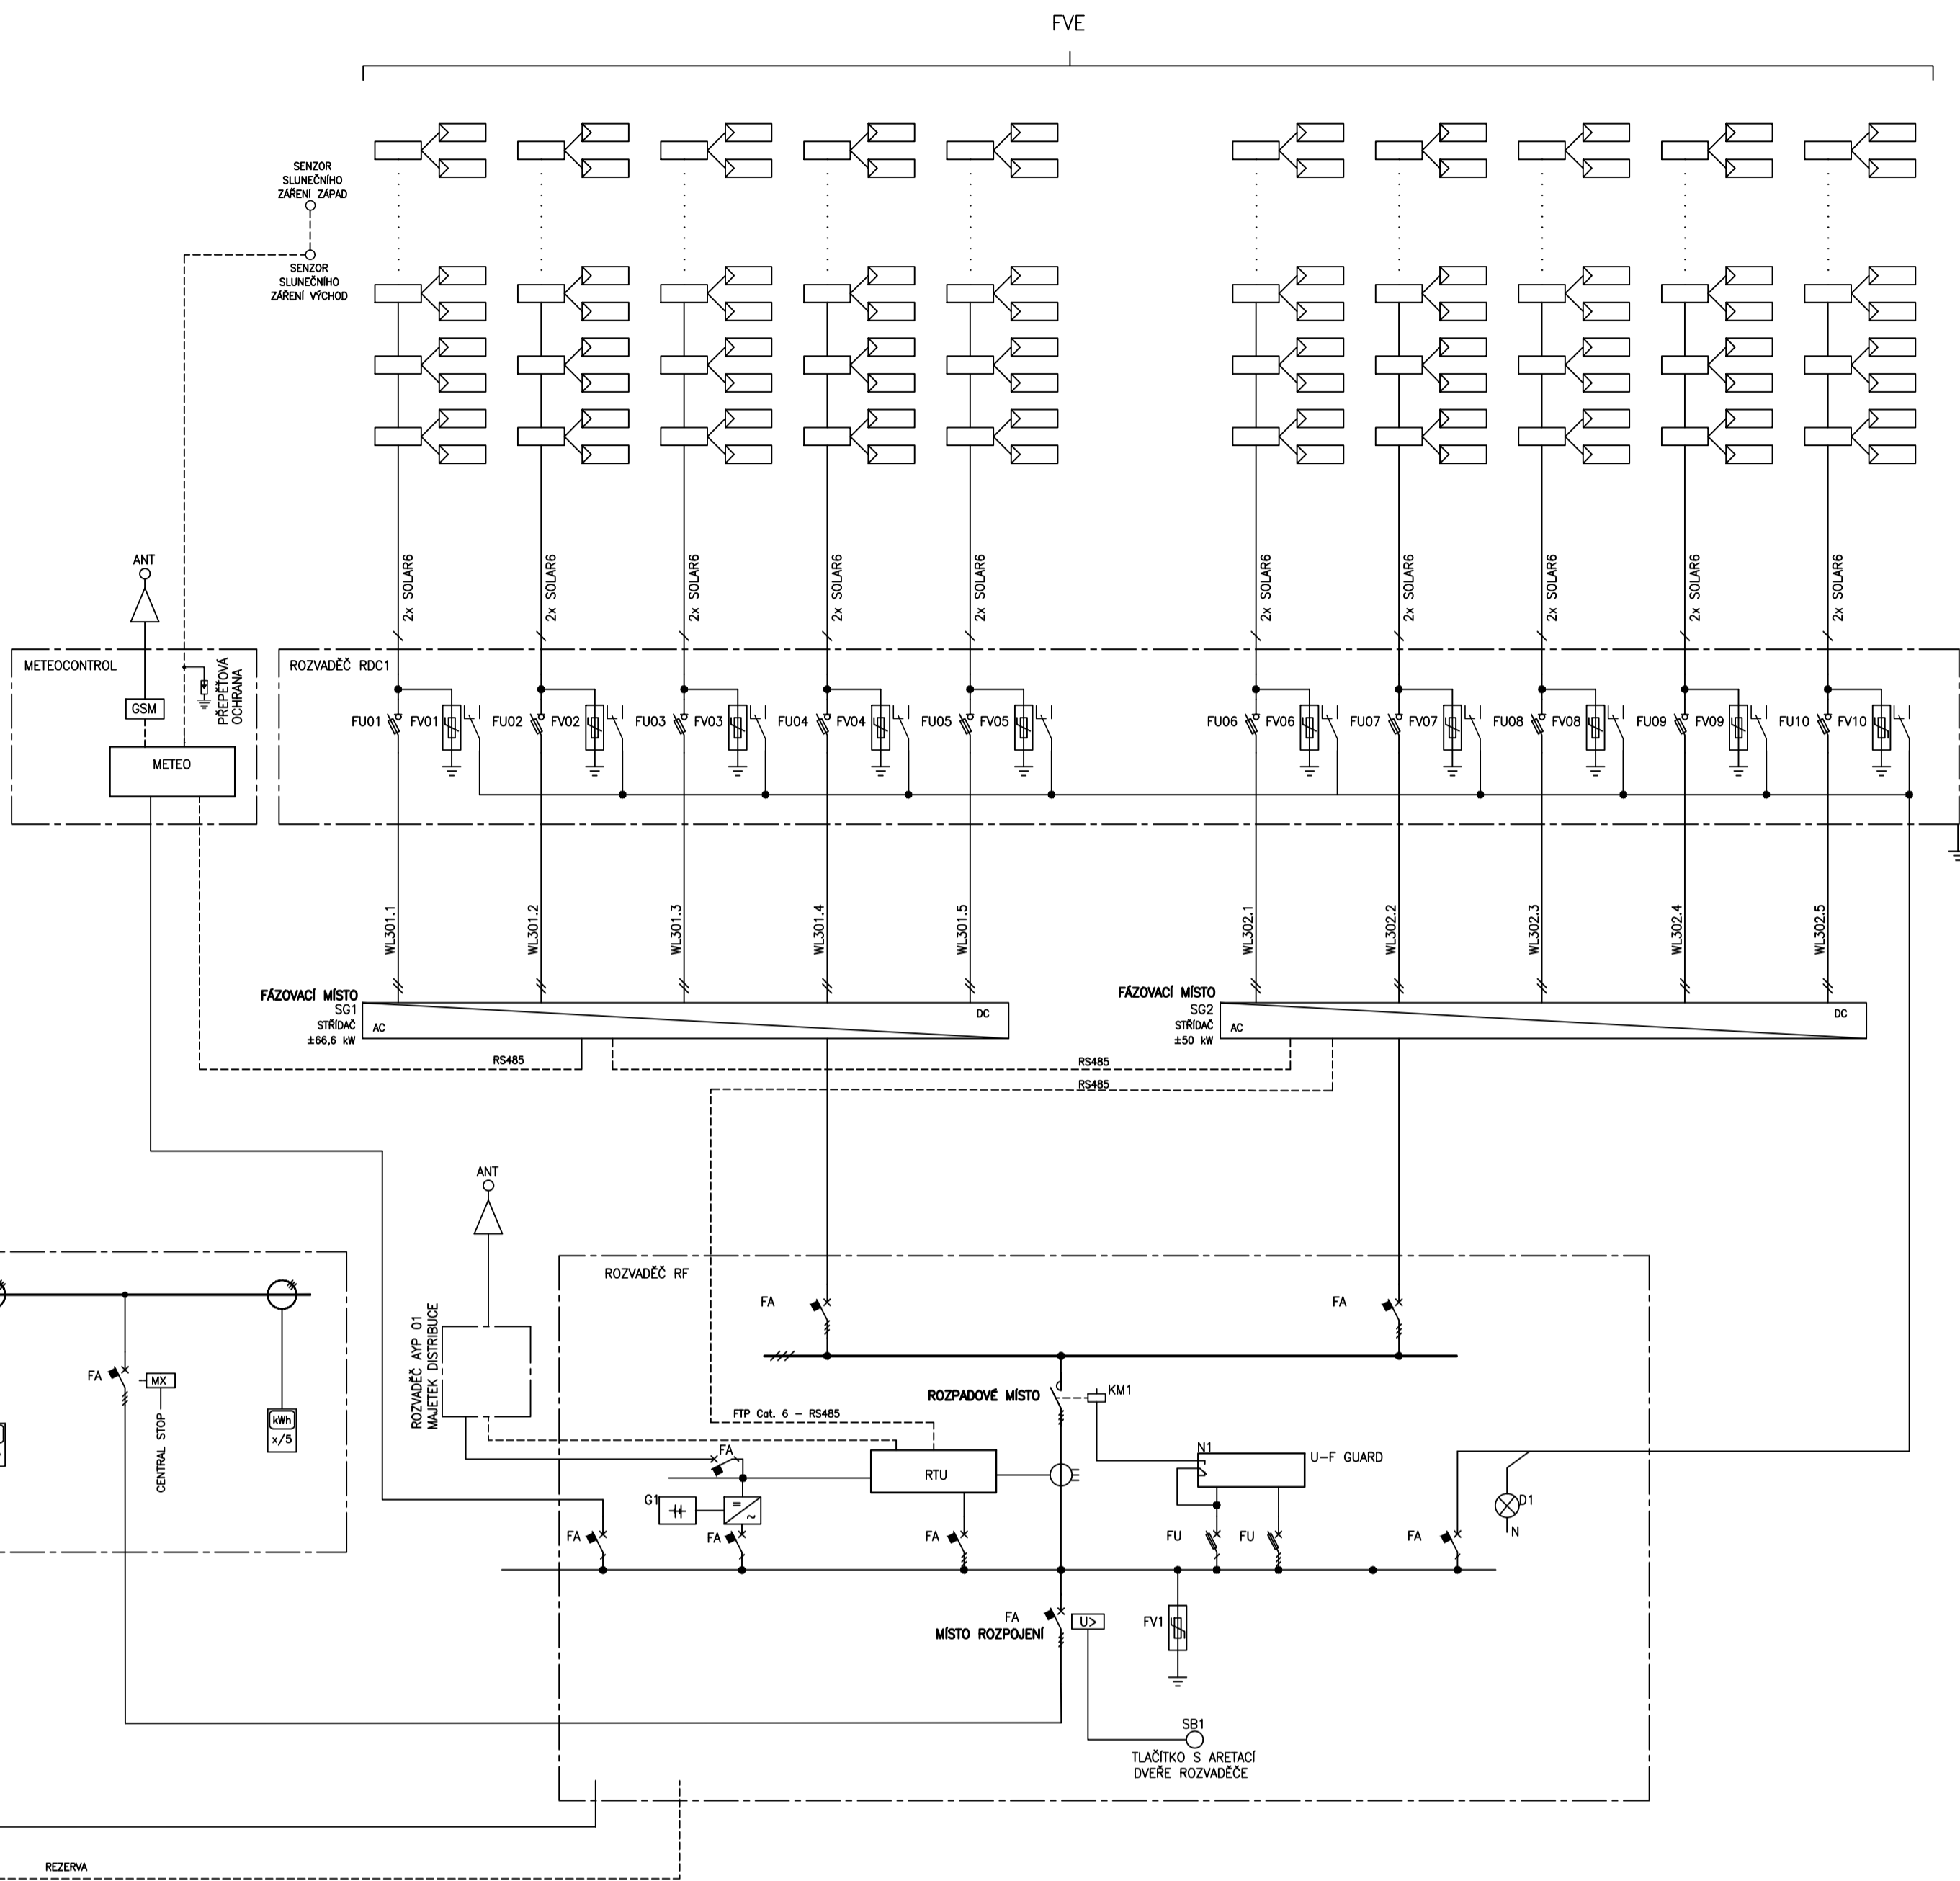 FVE
SENZOR
SLUNEČNÍHO
ZÁŘENÍ ZÁPAD
SENZOR
SLUNEČNÍHO
ZÁŘENÍ VÝCHOD
ANT
2x SOLAR6
2x SOLAR6
2x SOLAR6
2x SOLAR6
2x SOLAR6
2x SOLAR6
2x SOLAR6
2x SOLAR6
2x SOLAR6
2x SOLAR6
METEOCONTROL
PŘEPĚŤOVÁ
OCHRANA
GSM
METEO
ROZVADĚČ RDC1
FU01 FV01 FU02 FV02 FU03 FV03 FU04 FV04 FU05 FV05 FU06 FV06 FU07 FV07 FU08 FV08 FU09 FV09 FU10 FV10
WL301.1
WL301.2
WL301.3
WL301.4
WL301.5
WL302.1
WL302.2
WL302.3
WL302.4
WL302.5
FÁZOVACÍ MÍSTO
SG1
STŘÍDAČ
±66,6 kW
AC
DC
FÁZOVACÍ MÍSTO
SG2
STŘÍDAČ
±50 kW
AC
DC
RS485
RS485
RS485
ANT
ROZVADĚČ AYP 01
MAJETEK DISTRIBUCE
ROZVADĚČ RF
FA
FA
FA
MX
CENTRAL STOP
kWh
x/5
ROZPADOVÉ MÍSTO
KM1
FTP Cat. 6 – RS485
FA
RTU
N1
U–F GUARD
G1
=
~
D1
N
FA
FA
FA
FU
FU
FA
FA
U>
MÍSTO ROZPOJENÍ
FV1
SB1
TLAČÍTKO S ARETACÍ
DVEŘE ROZVADĚČE
REZERVA